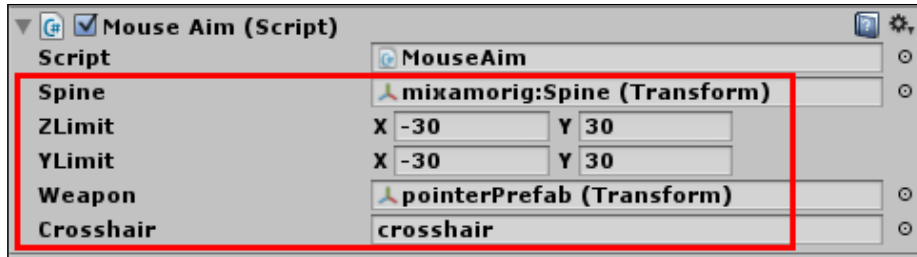 Mouse Aim (Script)
Script MouseAim
Spine mixamorig:Spine (Transform)
ZLimit X -30 Y 30
YLimit X -30 Y 30
Weapon pointerPrefab (Transform)
Crosshair crosshair